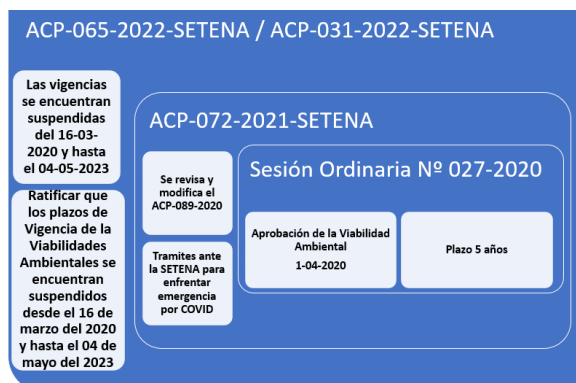 ACP-065-2022-SETENA / ACP-031-2022-SETENA
Las vigencias
se encuentran
suspendidas
del 16-03-
2020 y hasta
el 04-05-2023
Ratificar que
los plazos de
Vigencia de la
Viabilidades
Ambientales se
encuentran
suspendidos
desde el 16 de
marzo del 2020
y hasta el 04 de
mayo del 2023
ACP-072-2021-SETENA
Se revisa y
modifica el
ACP-089-2020
Tramites ante
la SETENA para
enfrentar
emergencia
por COVID
Sesión Ordinaria Nº 027-2020
Aprobación de la Viabilidad
Ambiental
1-04-2020
Plazo 5 años